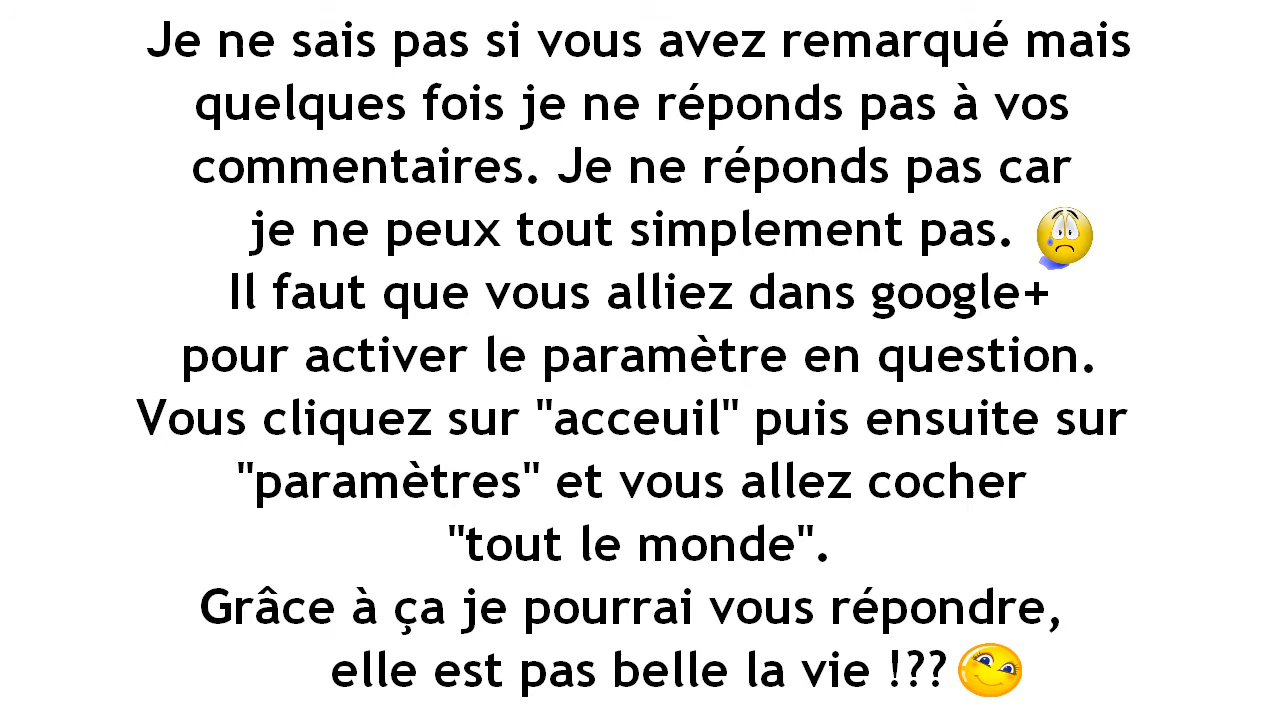 Je ne sais pas si vous avez remarqué mais
quelques fois je ne réponds pas à vos
commentaires. Je ne réponds pas car
je ne peux tout simplement pas.
Il faut que vous alliez dans google+
pour activer le paramètre en question.
Vous cliquez sur "acceuil" puis ensuite sur
"paramètres" et vous allez cocher
"tout le monde".
Grâce à ça je pourrai vous répondre,
elle est pas belle la vie !??